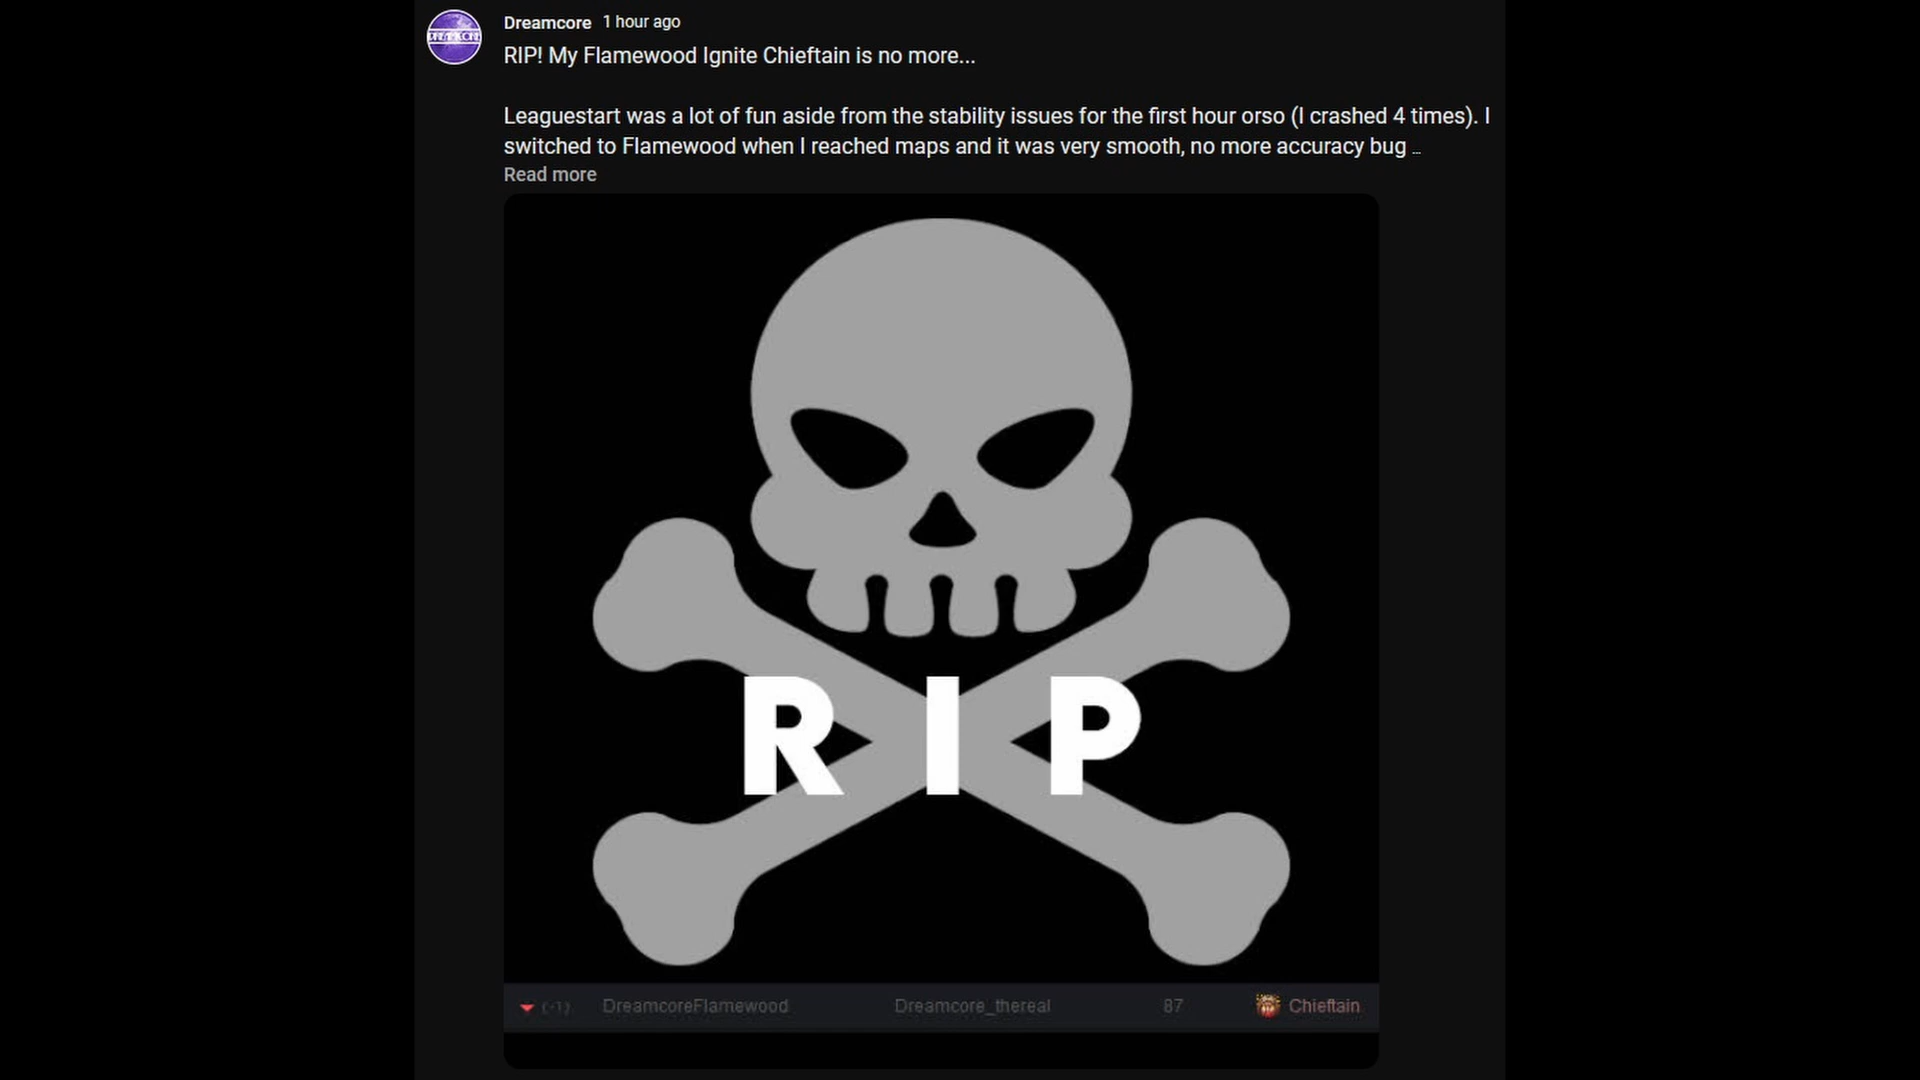 DREAMCORE
Dreamcore 1 hour ago
RIP! My Flamewood Ignite Chieftain is no more...
Leaguestart was a lot of fun aside from the stability issues for the first hour orso (I crashed 4 times). I
switched to Flamewood when I reached maps and it was very smooth, no more accuracy bug ...
Read more
R I P
(-1) DreamcoreFlamewood Dreamcore_thereal 87 Chieftain